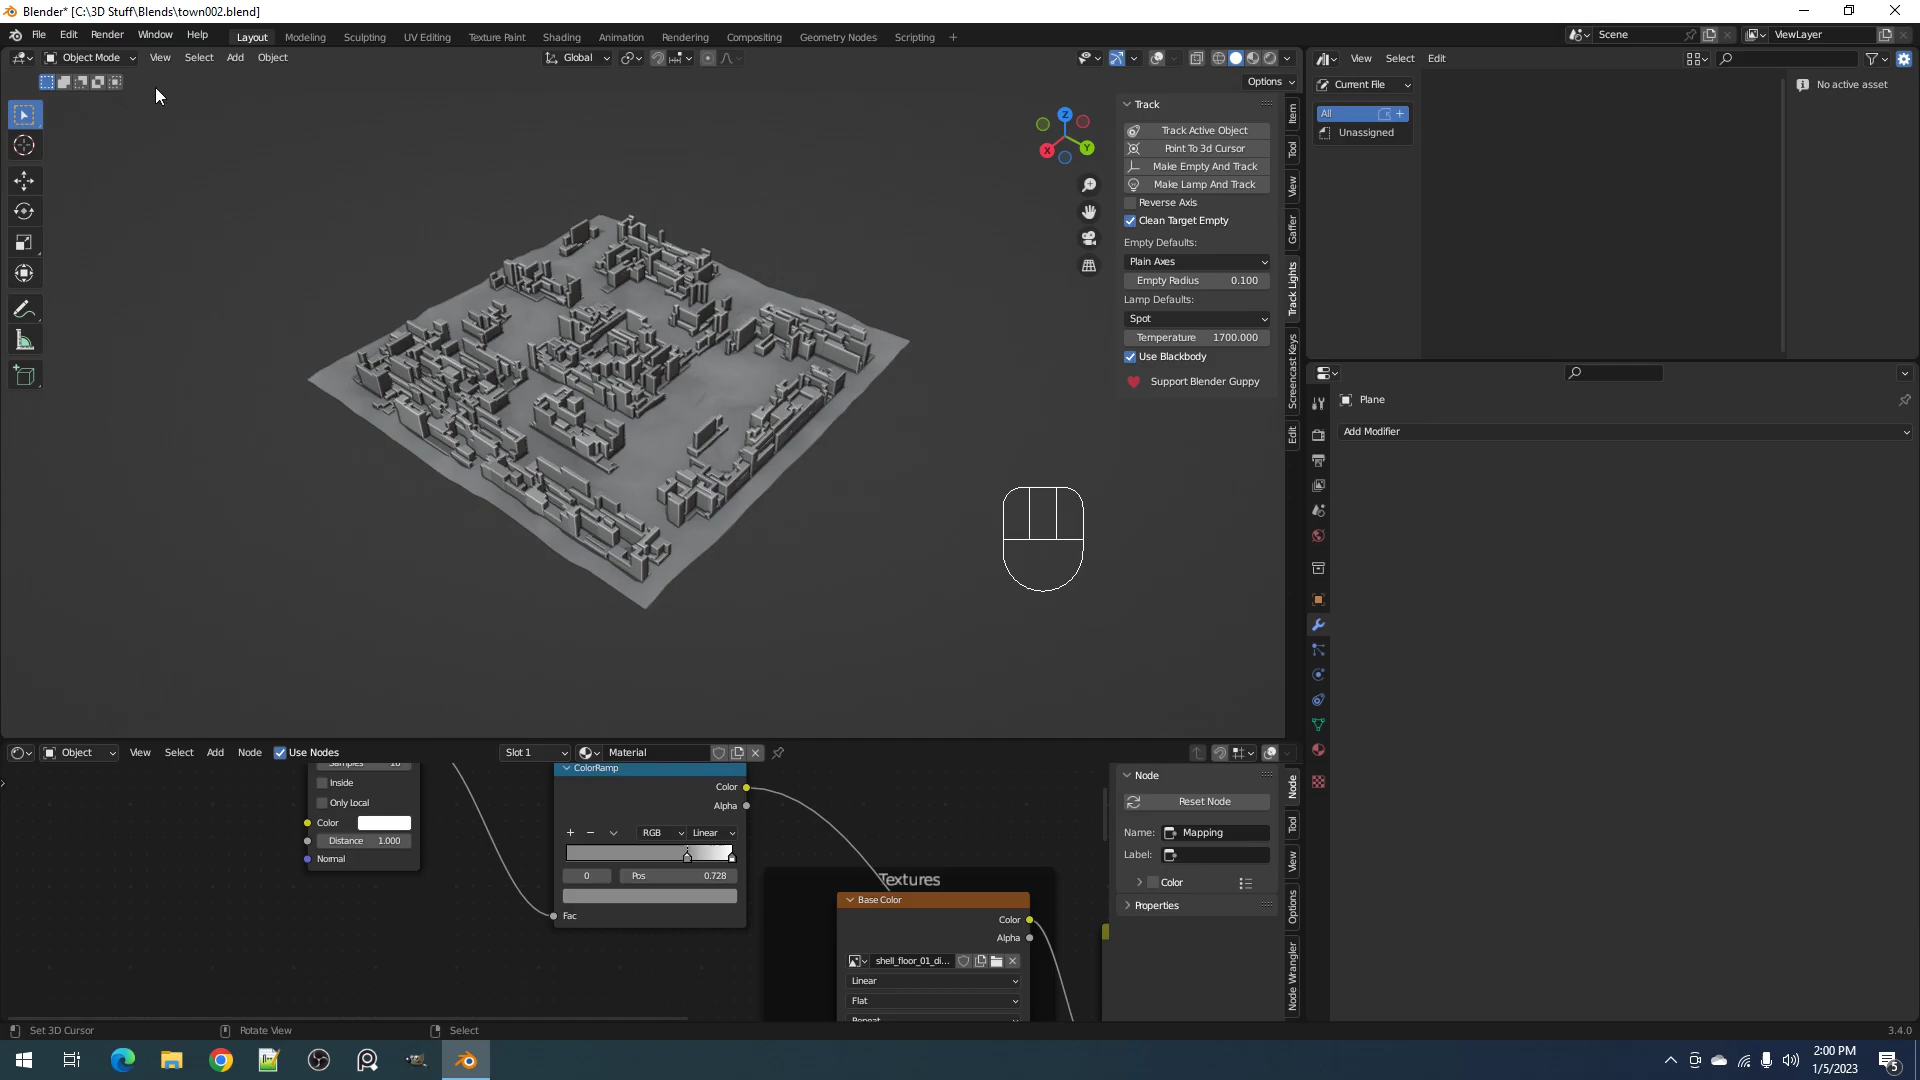 Blender* [C:\3D Stuff\Blends\town002.blend]
File Edit Render Window Help
Layout Modeling Sculpting UV Editing Texture Paint Shading Animation Rendering Compositing Geometry Nodes Scripting +
Scene
ViewLayer
Object Mode View Select Add Object
Global
Options
View Select Edit
Current File
All
Unassigned
No active asset
Z
X
Y
Track
Track Active Object
Point To 3d Cursor
Make Empty And Track
Make Lamp And Track
Reverse Axis
Clean Target Empty
Empty Defaults:
Plain Axes
Empty Radius 0.100
Lamp Defaults:
Spot
Temperature 1700.000
Use Blackbody
Support Blender Guppy
Item
Tool
View
Gaffer
Track Lights
Screencast Keys
Edit
Plane
Add Modifier
Object View Select Add Node Use Nodes
Slot 1
Material
Samples 16
Inside
Only Local
Color
Distance 1.000
Normal
ColorRamp
Color
Alpha
RGB Linear
0 Pos 0.728
Fac
Textures
Base Color
Color
Alpha
shell_floor_01_di...
Linear
Flat
Repeat
Node
Reset Node
Name: Mapping
Label:
Color
Properties
Node
Tool
View
Options
Node Wrangler
Set 3D Cursor
Rotate View
Select
3.4.0
2:00 PM
1/5/2023
5